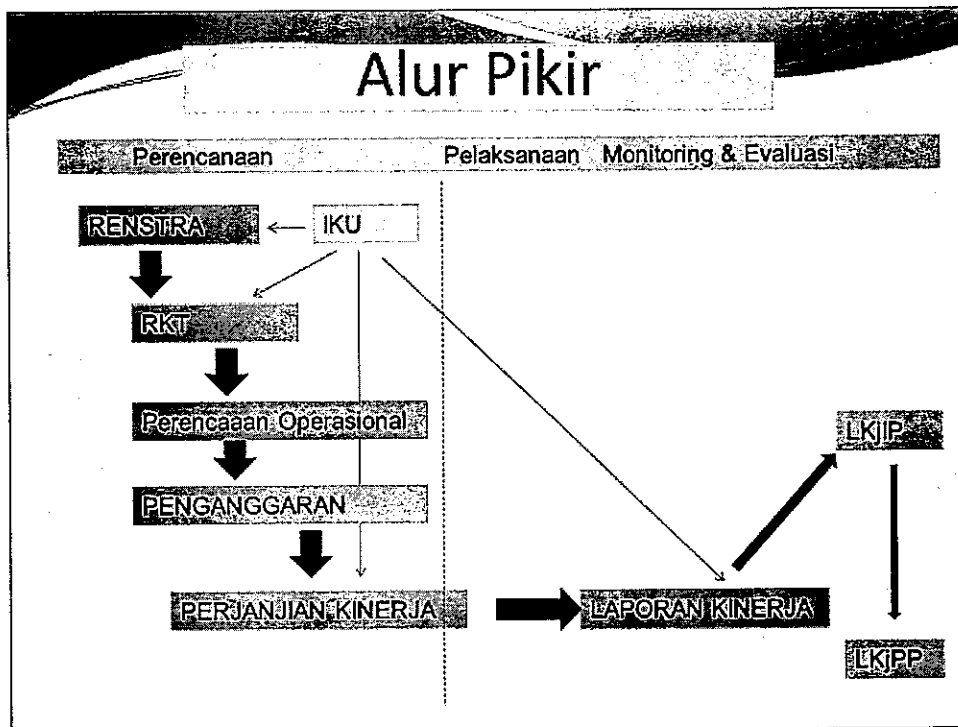 Alur Pikir
Perencanaan Pelaksanaan Monitoring & Evaluasi
RENSTRA IKU
RKT
Perencaaan Operasional
LKjIP
PENGANGGARAN
PERJANJIAN KINERJA LAPORAN KINERJA
LKjPP